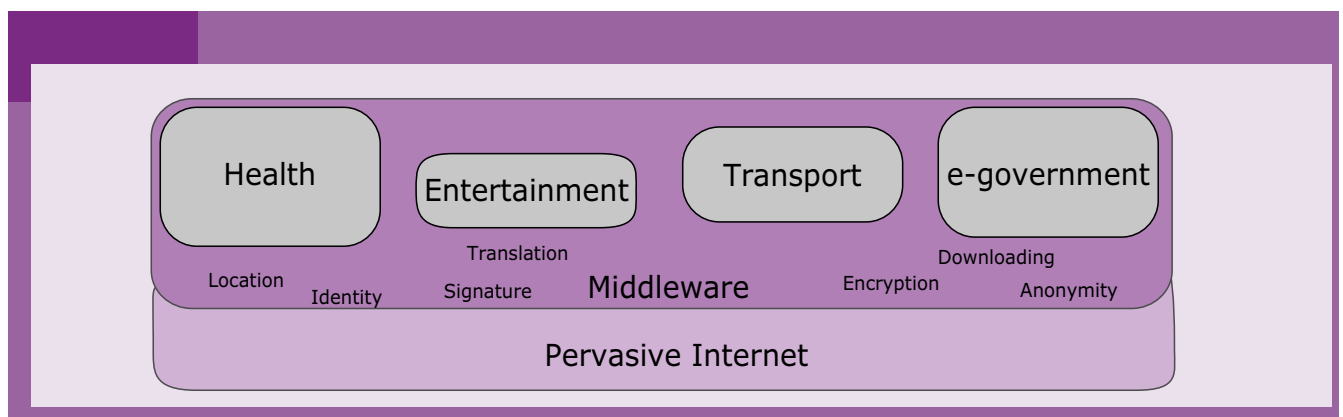 Health
Entertainment
Transport
e-government
Translation
Downloading
Location
Identity
Signature
Middleware
Encryption
Anonymity
Pervasive Internet